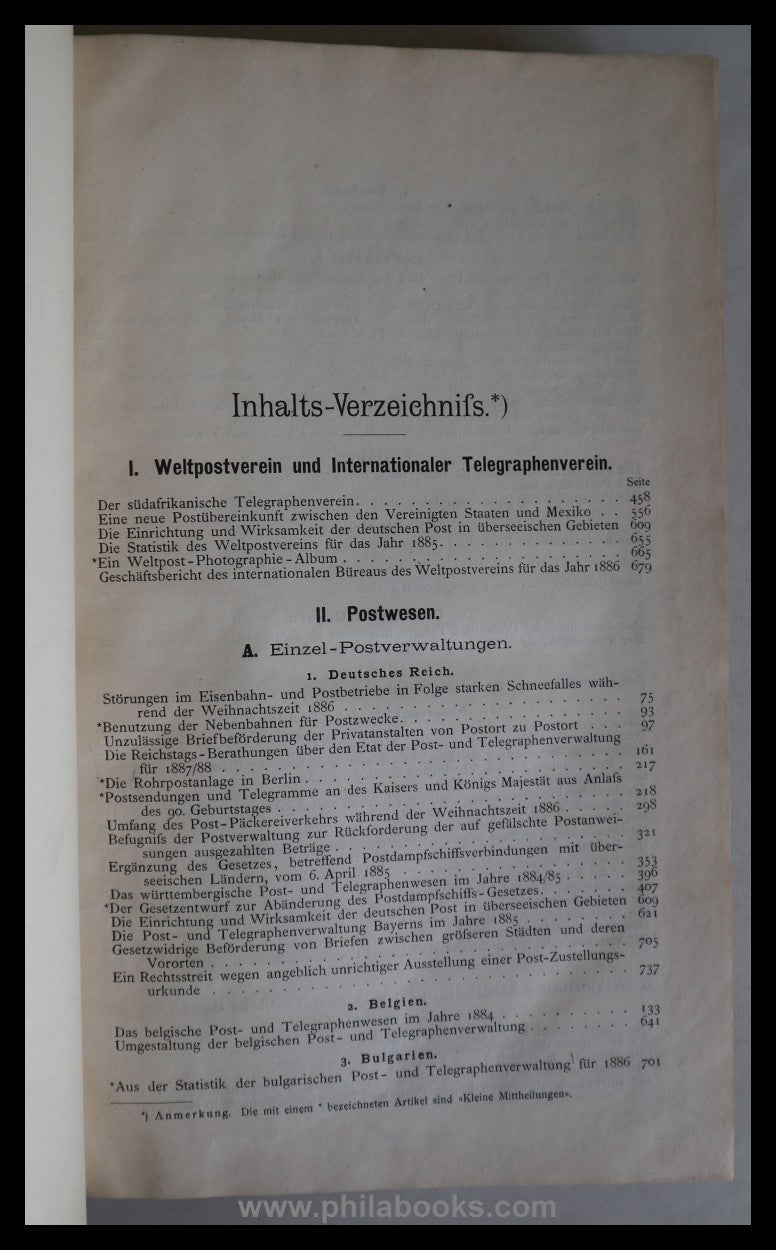 Inhalts-Verzeichniſs.*)
I. Weltpostverein und Internationaler Telegraphenverein.
Seite
Der südafrikanische Telegraphenverein. . . . . . . . . . . . . . . . . . . 458
Eine neue Postübereinkunft zwischen den Vereinigten Staaten und Mexiko . . 556
Die Einrichtung und Wirksamkeit der deutschen Post in überseeischen Gebieten 609
Die Statistik des Weltpostvereins für das Jahr 1885. . . . . . . . . . . . . 655
*Ein Weltpost-Photographie-Album . . . . . . . . . . . . . . . . . . . . 665
Geschäftsbericht des internationalen Büreaus des Weltpostvereins für das Jahr 1886 679
II. Postwesen.
A. Einzel-Postverwaltungen.
1. Deutsches Reich.
Störungen im Eisenbahn- und Postbetriebe in Folge starken Schneefalles wäh-
rend der Weihnachtszeit 1886 . . . . . . . . . . . . . . . . . . . . 75
*Benutzung der Nebenbahnen für Postzwecke. . . . . . . . . . . . . . . . 93
Unzulässige Briefbeförderung der Privatanstalten von Postort zu Postort . . . 97
Die Reichstags-Berathungen über den Etat der Post- und Telegraphenverwaltung
für 1887/88 . . . . . . . . . . . . . . . . . . . . . . . . . . . . 161
*Die Rohrpostanlage in Berlin . . . . . . . . . . . . . . . . . . . . . . 217
*Postsendungen und Telegramme an des Kaisers und Königs Majestät aus Anlaſs
des 90. Geburtstages . . . . . . . . . . . . . . . . . . . . . . . . 218
Umfang des Post-Päckereiverkehrs während der Weihnachtszeit 1886 . . . . . 298
Befugniſs der Postverwaltung zur Rückforderung der auf gefälschte Postanwei-
sungen ausgezahlten Beträge . . . . . . . . . . . . . . . . . . . . . 321
Ergänzung des Gesetzes, betreffend Postdampfschiffsverbindungen mit über-
seeischen Ländern, vom 6. April 1885 . . . . . . . . . . . . . . . . . 353
Das württembergische Post- und Telegraphenwesen im Jahre 1884/85 . . . . . 396
*Der Gesetzentwurf zur Abänderung des Postdampfschiffs-Gesetzes. . . . . . . 407
Die Einrichtung und Wirksamkeit der deutschen Post in überseeischen Gebieten 609
Die Post- und Telegraphenverwaltung Bayerns im Jahre 1885 . . . . . . . . 621
Gesetzwidrige Beförderung von Briefen zwischen gröſseren Städten und deren
Vororten . . . . . . . . . . . . . . . . . . . . . . . . . . . . . 705
Ein Rechtsstreit wegen angeblich unrichtiger Ausstellung einer Post-Zustellungs-
urkunde . . . . . . . . . . . . . . . . . . . . . . . . . . . . . 737
2. Belgien.
Das belgische Post- und Telegraphenwesen im Jahre 1884 . . . . . . . . . . 133
Umgestaltung der belgischen Post- und Telegraphenverwaltung . . . . . . . . 641
3. Bulgarien.
*Aus der Statistik der bulgarischen Post- und Telegraphenverwaltung für 1886 701
*) Anmerkung. Die mit einem * bezeichneten Artikel sind »Kleine Mittheilungen«.
www.philabooks.com